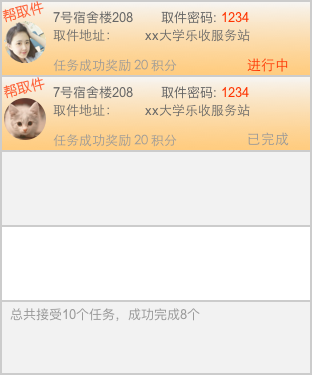 帮取件
7号宿舍楼208 取件密码: 1234
取件地址: xx大学乐收服务站
任务成功奖励 20 积分 进行中
帮取件
7号宿舍楼208 取件密码: 1234
取件地址: xx大学乐收服务站
任务成功奖励 20 积分 已完成
总共接受10个任务，成功完成8个